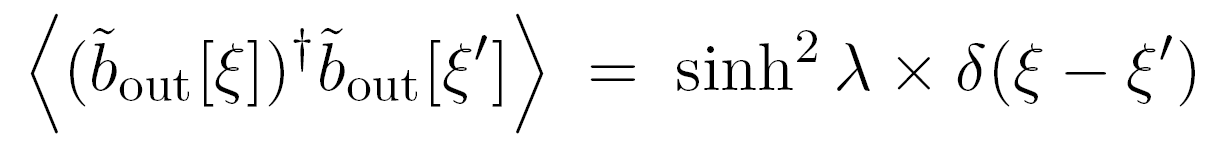 ⟨(b̃_out[ξ])†b̃_out[ξ′]⟩ = sinh² λ × δ(ξ − ξ′)